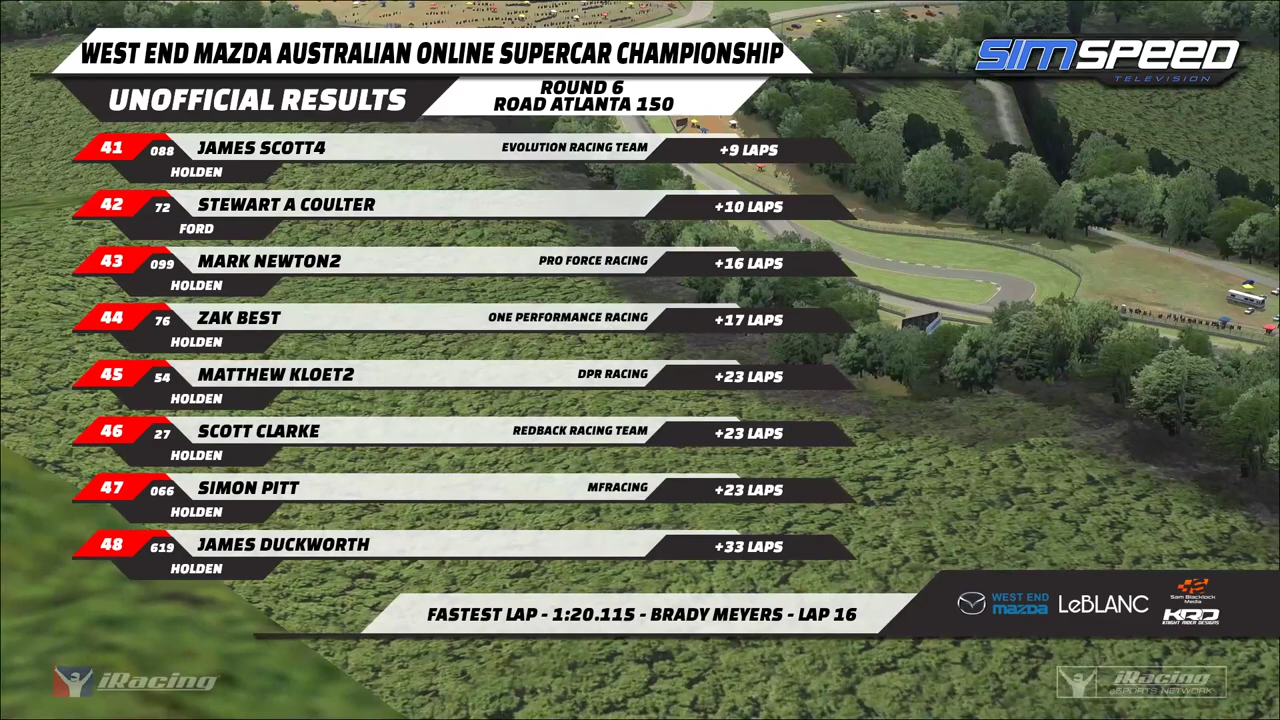 WEST END MAZDA AUSTRALIAN ONLINE SUPERCAR CHAMPIONSHIP
SIMSPEED
TELEVISION
UNOFFICIAL RESULTS
ROUND 6
ROAD ATLANTA 150
41 088 JAMES SCOTT4 EVOLUTION RACING TEAM +9 LAPS
HOLDEN
42 72 STEWART A COULTER +10 LAPS
FORD
43 099 MARK NEWTON2 PRO FORCE RACING +16 LAPS
HOLDEN
44 76 ZAK BEST ONE PERFORMANCE RACING +17 LAPS
HOLDEN
45 54 MATTHEW KLOET2 DPR RACING +23 LAPS
HOLDEN
46 27 SCOTT CLARKE REDBACK RACING TEAM +23 LAPS
HOLDEN
47 066 SIMON PITT MFRACING +23 LAPS
HOLDEN
48 619 JAMES DUCKWORTH +33 LAPS
HOLDEN
FASTEST LAP - 1:20.115 - BRADY MEYERS - LAP 16
WEST END
mazda
LeBLANC
Sam Blacklock
Media
KRD
KNIGHT RIDER DESIGNS
iRacing
iRacing
eSPORTS NETWORK